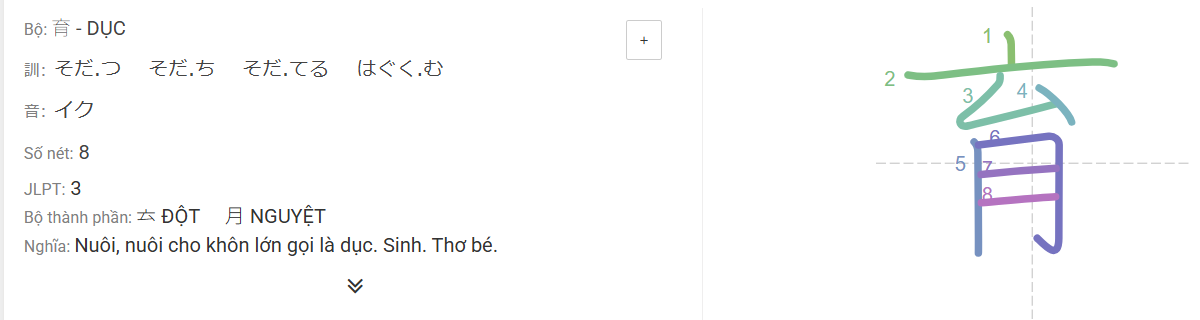 Bộ: 育 - DỤC
+
訓: そだ.つ そだ.ち そだ.てる はぐく.む
音: イク
Số nét: 8
JLPT: 3
Bộ thành phần: 𠫓 ĐỘT 月 NGUYỆT
Nghĩa: Nuôi, nuôi cho khôn lớn gọi là dục. Sinh. Thơ bé.
1
2
3 4
6
5 7
8
育